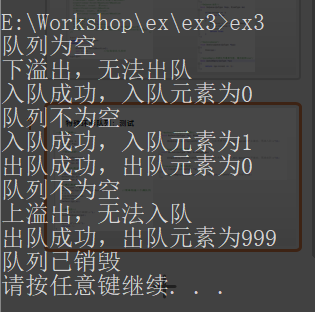 E:\Workshop\ex\ex3>ex3
队列为空
下溢出，无法出队
入队成功，入队元素为0
队列不为空
入队成功，入队元素为1
出队成功，出队元素为0
队列不为空
上溢出，无法入队
出队成功，出队元素为999
队列已销毁
请按任意键继续. . .